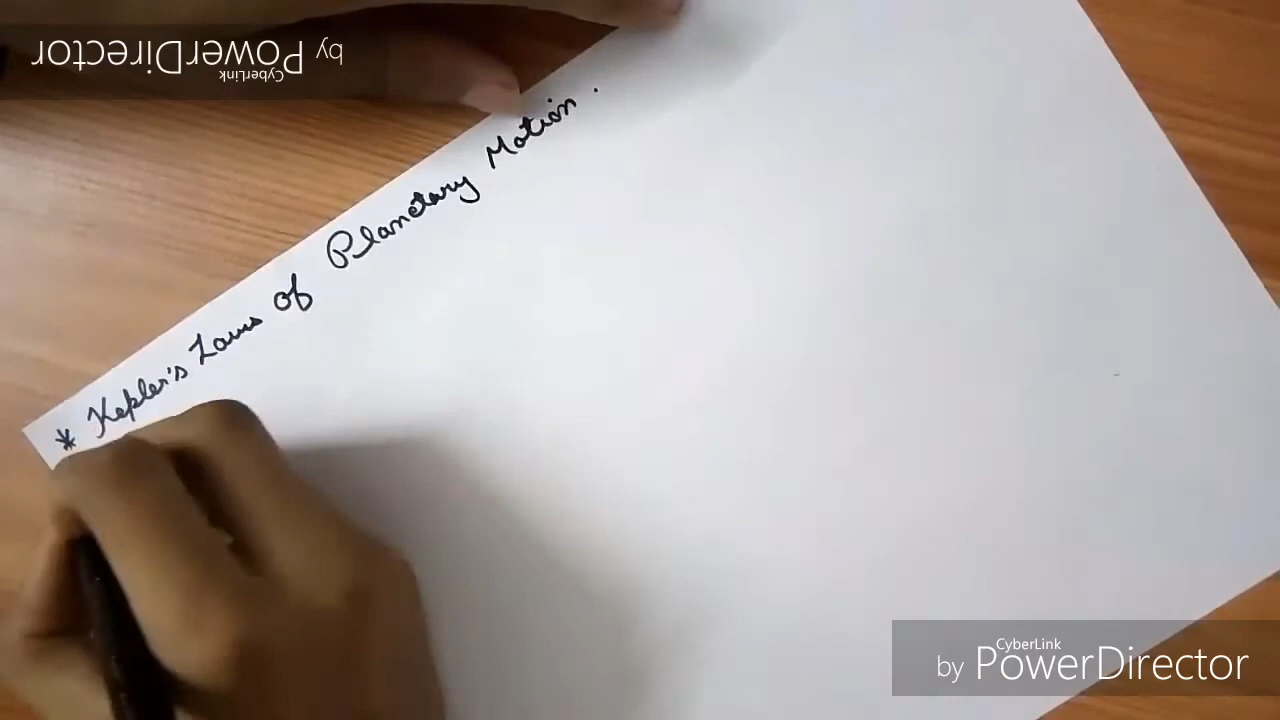 CyberLink
by PowerDirector
* Kepler's Laws of Planetary Motion.
CyberLink
by PowerDirector